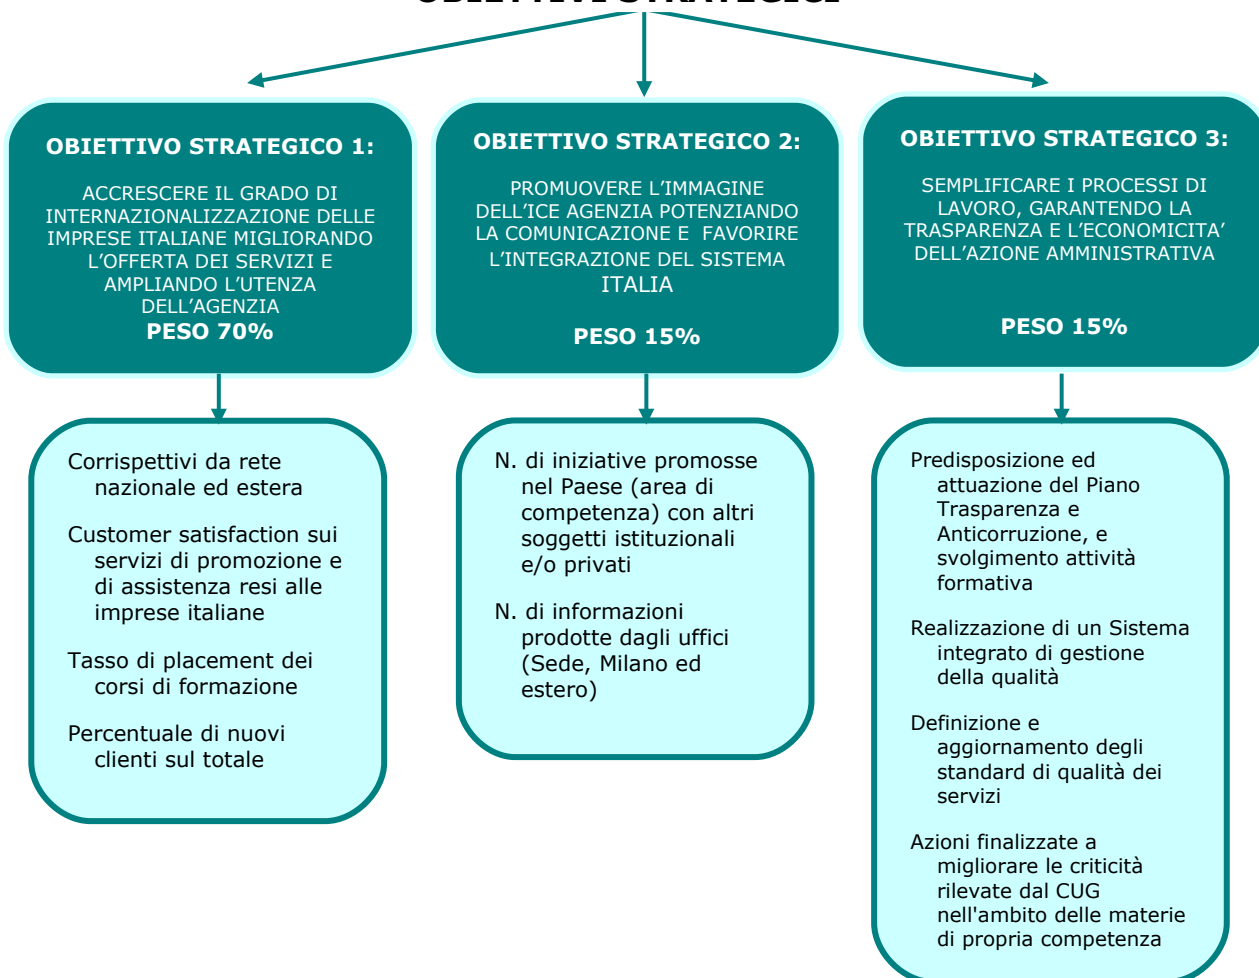 OBIETTIVI STRATEGICI
OBIETTIVO STRATEGICO 1:
ACCRESCERE IL GRADO DI
INTERNAZIONALIZZAZIONE DELLE
IMPRESE ITALIANE MIGLIORANDO
L’OFFERTA DEI SERVIZI E
AMPLIANDO L’UTENZA
DELL’AGENZIA
PESO 70%
OBIETTIVO STRATEGICO 2:
PROMUOVERE L’IMMAGINE
DELL’ICE AGENZIA POTENZIANDO
LA COMUNICAZIONE E FAVORIRE
L’INTEGRAZIONE DEL SISTEMA
ITALIA
PESO 15%
OBIETTIVO STRATEGICO 3:
SEMPLIFICARE I PROCESSI DI
LAVORO, GARANTENDO LA
TRASPARENZA E L’ECONOMICITA’
DELL’AZIONE AMMINISTRATIVA
PESO 15%
Corrispettivi da rete
nazionale ed estera
Customer satisfaction sui
servizi di promozione e
di assistenza resi alle
imprese italiane
Tasso di placement dei
corsi di formazione
Percentuale di nuovi
clienti sul totale
N. di iniziative promosse
nel Paese (area di
competenza) con altri
soggetti istituzionali
e/o privati
N. di informazioni
prodotte dagli uffici
(Sede, Milano ed
estero)
Predisposizione ed
attuazione del Piano
Trasparenza e
Anticorruzione, e
svolgimento attività
formativa
Realizzazione di un Sistema
integrato di gestione
della qualità
Definizione e
aggiornamento degli
standard di qualità dei
servizi
Azioni finalizzate a
migliorare le criticità
rilevate dal CUG
nell'ambito delle materie
di propria competenza